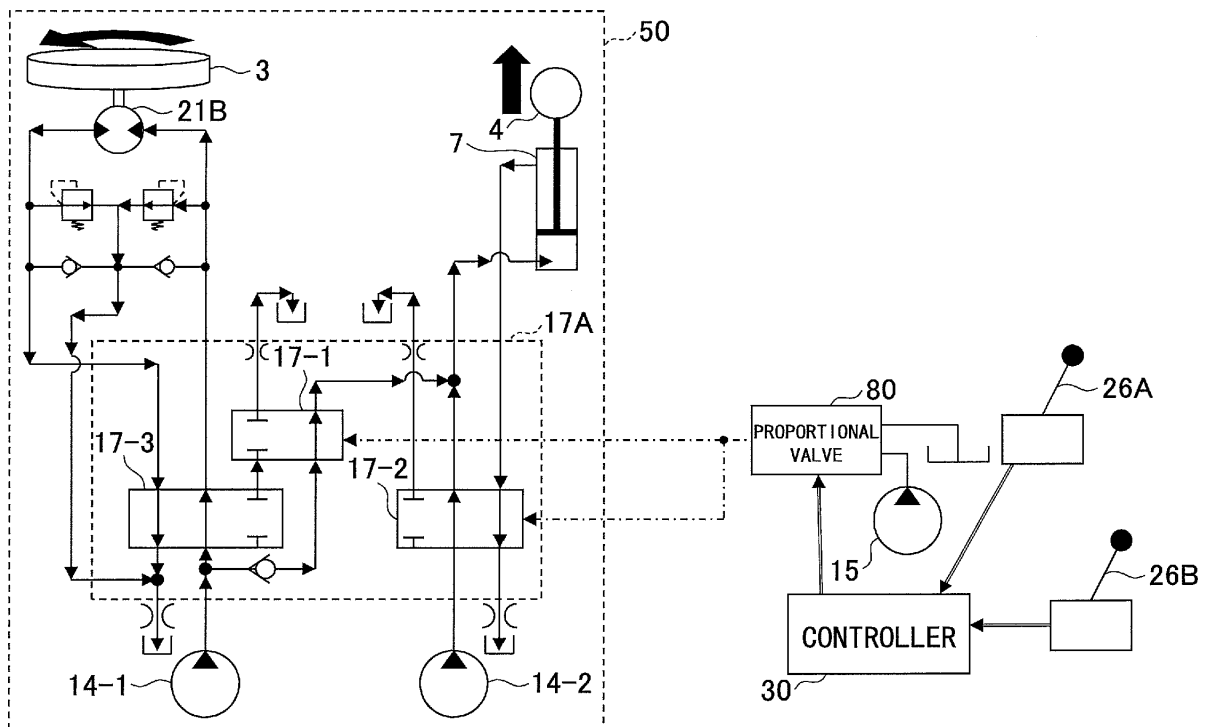 50
3
21B
4
7
17A
17-1
26A
80
PROPORTIONAL
VALVE
17-3
17-2
15
26B
CONTROLLER
14-1
14-2
30